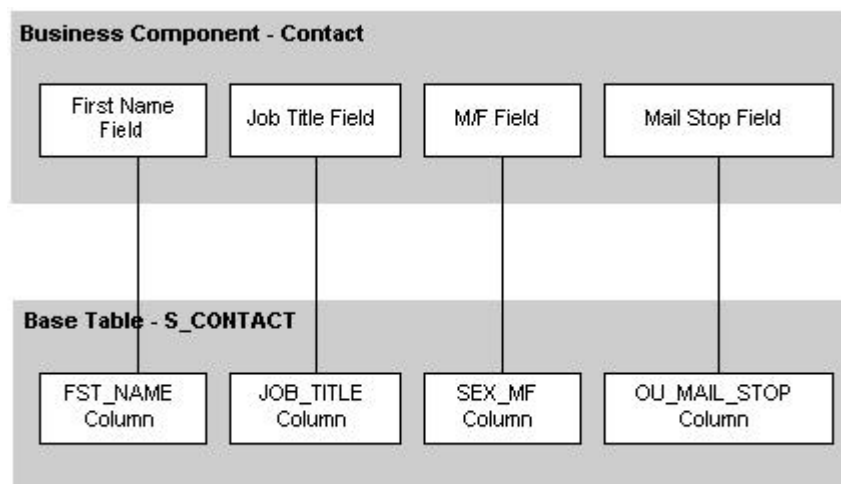 Business Component - Contact
First Name
Field
Job Title Field
M/F Field
Mail Stop Field
Base Table - S_CONTACT
FST_NAME
Column
JOB_TITLE
Column
SEX_MF
Column
OU_MAIL_STOP
Column